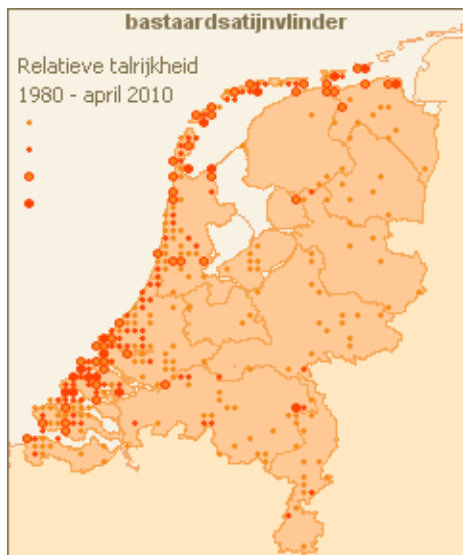 bastaardsatijnvlinder
Relatieve talrijkheid
1980 - april 2010